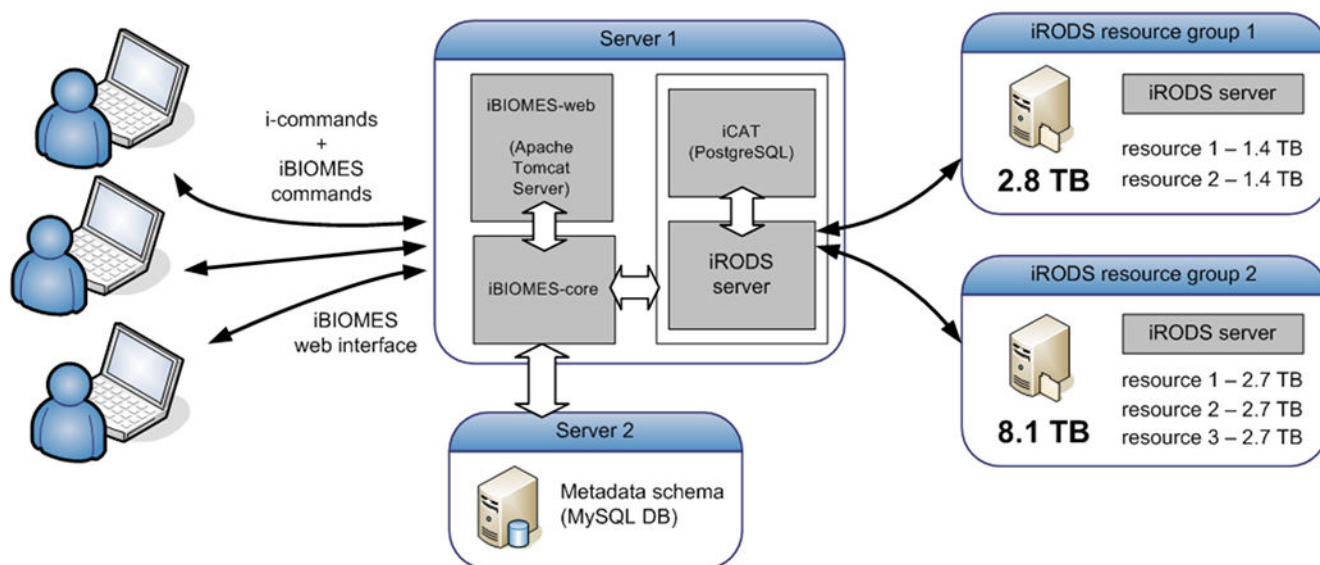 i-commands
+
iBIOMES
commands
iBIOMES
web interface
Server 1
iBIOMES-web
(Apache
Tomcat
Server)
iBIOMES-core
iCAT
(PostgreSQL)
iRODS
server
Server 2
Metadata schema
(MySQL DB)
iRODS resource group 1
2.8 TB
iRODS server
resource 1 – 1.4 TB
resource 2 – 1.4 TB
iRODS resource group 2
8.1 TB
iRODS server
resource 1 – 2.7 TB
resource 2 – 2.7 TB
resource 3 – 2.7 TB